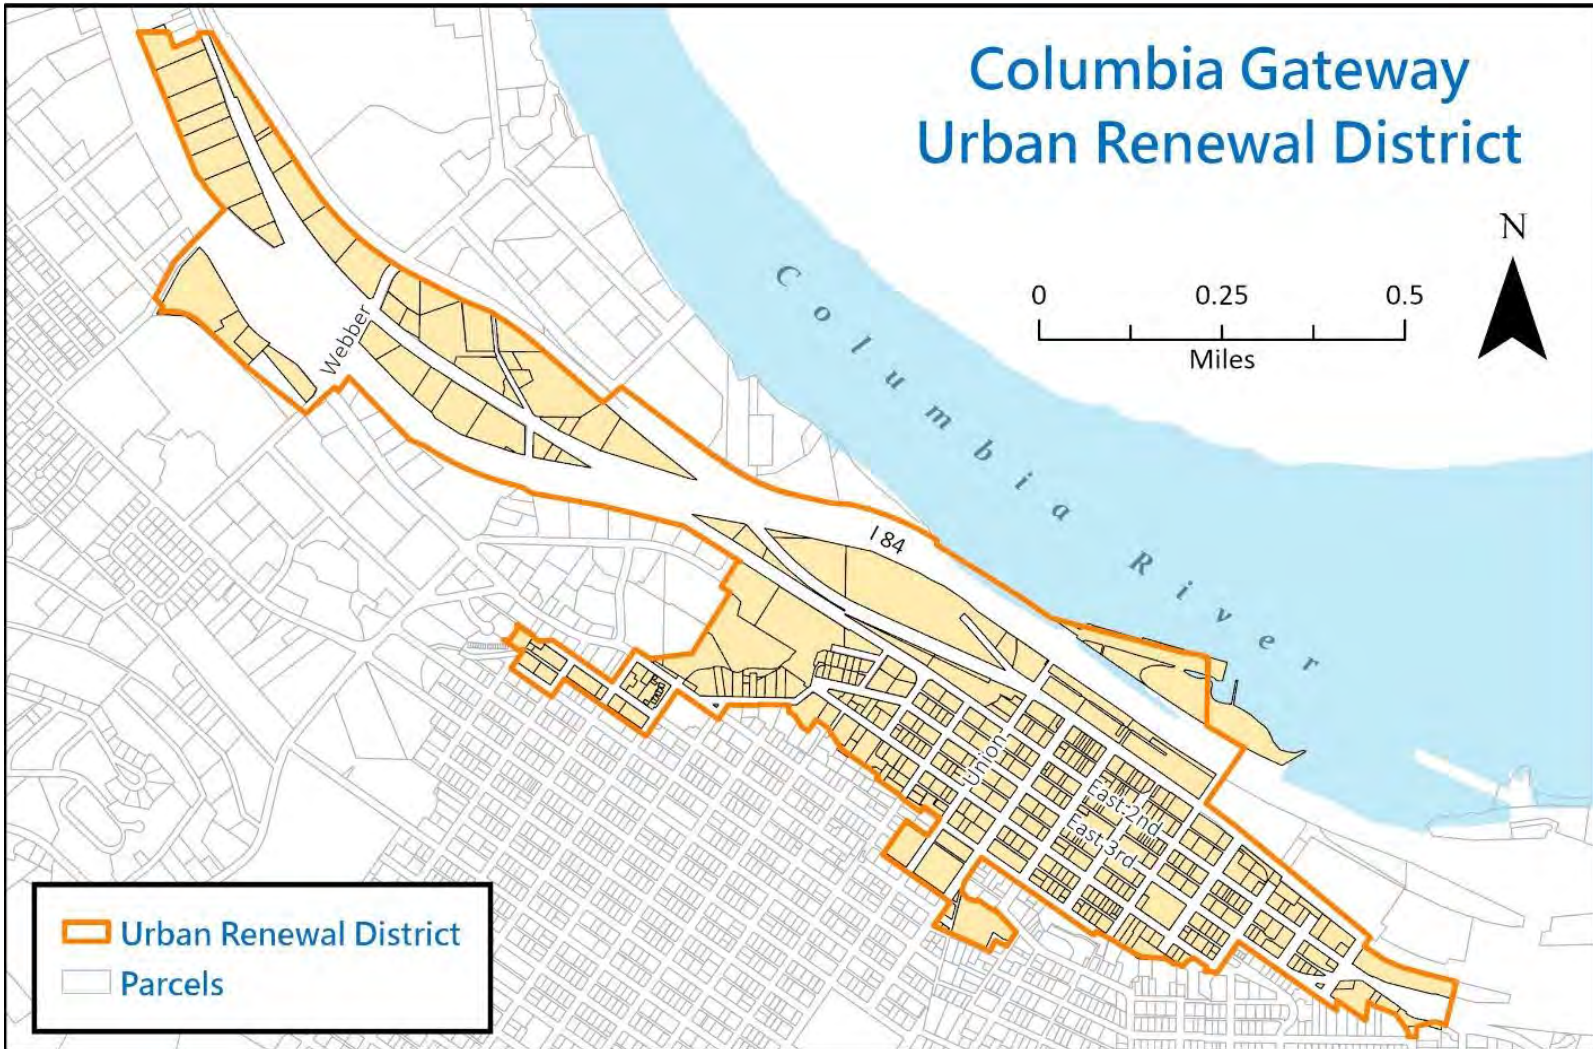 Columbia Gateway
Urban Renewal District
N
0 0.25 0.5
Miles
Columbia River
Webber
I 84
Union
East 2nd
East 3rd
Urban Renewal District
Parcels